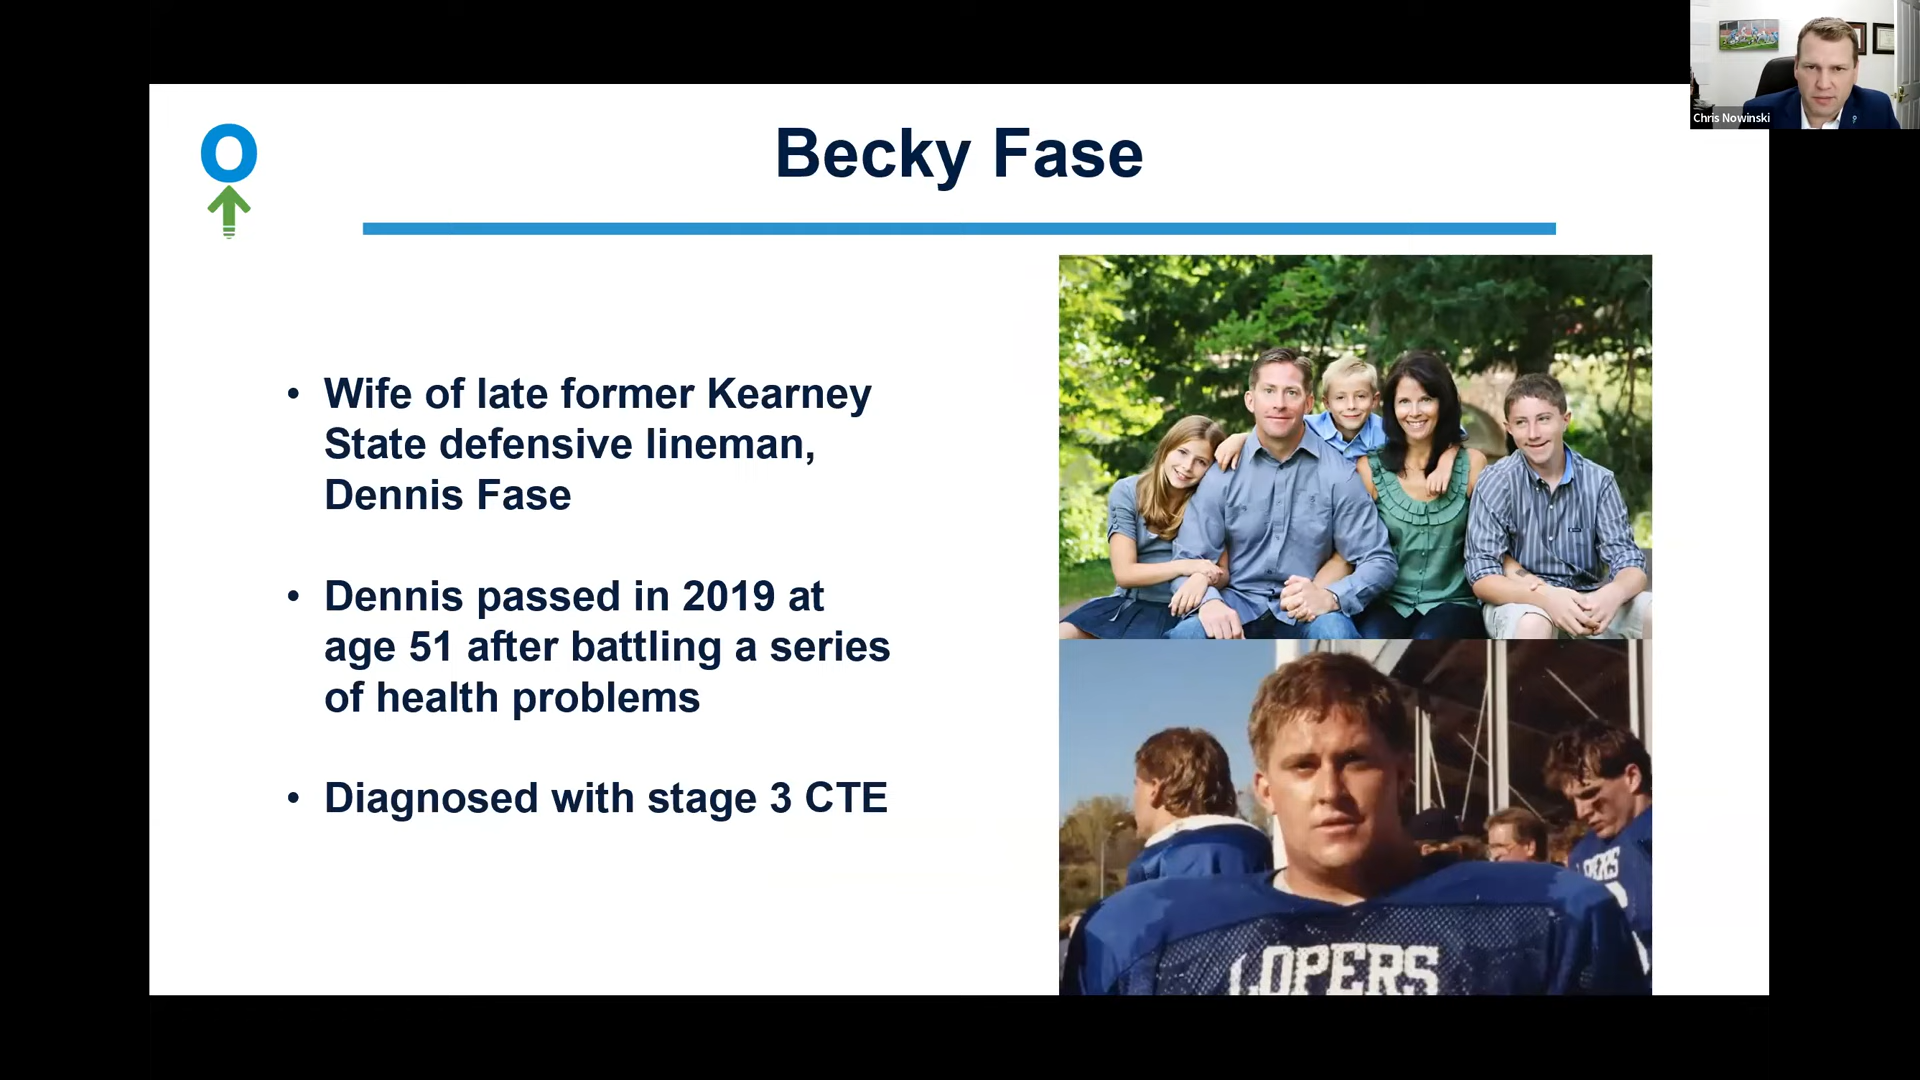 Chris Nowinski
Becky Fase
• Wife of late former Kearney
State defensive lineman,
Dennis Fase
• Dennis passed in 2019 at
age 51 after battling a series
of health problems
• Diagnosed with stage 3 CTE
LOPERS